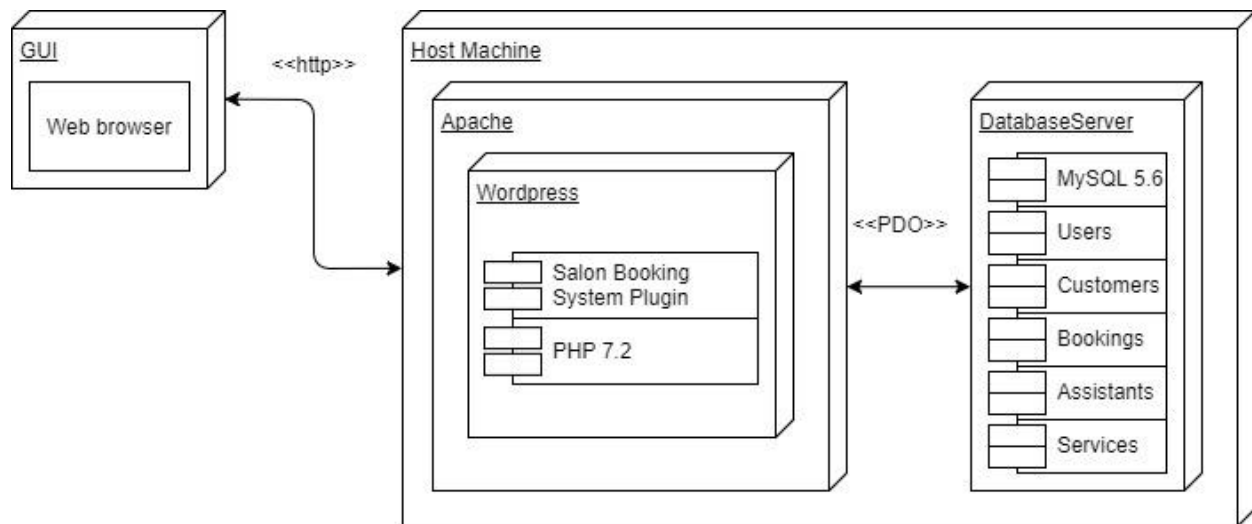 GUI
Web browser
<<http>>
Host Machine
Apache
Wordpress
Salon Booking
System Plugin
PHP 7.2
<<PDO>>
DatabaseServer
MySQL 5.6
Users
Customers
Bookings
Assistants
Services